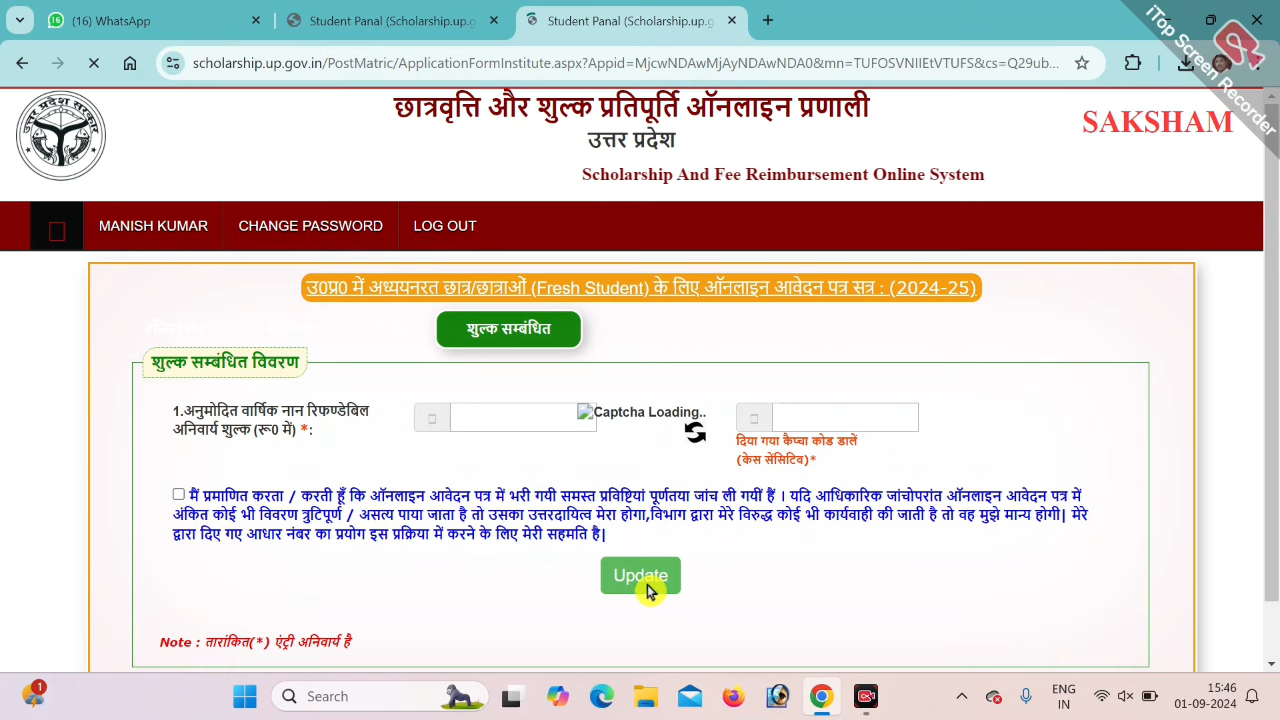 (16) WhatsApp
Student Panal (Scholarship.up.g
Student Panal (Scholarship.up.g
iTop Screen Recorder
scholarship.up.gov.in/PostMatric/ApplicationFormInstitute.aspx?Appid=MjcwNDAwMjAyNDAwNDA0&mn=TUFOSVNIIEtVTUFS&cs=Q29ub...
छात्रवृत्ति और शुल्क प्रतिपूर्ति ऑनलाइन प्रणाली
उत्तर प्रदेश
SAKSHAM
Scholarship And Fee Reimbursement Online System
MANISH KUMAR CHANGE PASSWORD LOG OUT
उ0प्र0 में अध्ययनरत छात्र/छात्राओं (Fresh Student) के लिए ऑनलाइन आवेदन पत्र सत्र : (2024-25)
शुल्क सम्बंधित
शुल्क सम्बंधित विवरण
1.अनुमोदित वार्षिक नान रिफण्डेबिल
अनिवार्य शुल्क (रू0 में) *:
Captcha Loading..
दिया गया कैप्चा कोड डालें
(केस सेंसिटिव)*
मैं प्रमाणित करता / करती हूँ कि ऑनलाइन आवेदन पत्र में भरी गयी समस्त प्रविष्टियां पूर्णतया जांच ली गयीं हैं । यदि आधिकारिक जांचोपरांत ऑनलाइन आवेदन पत्र में
अंकित कोई भी विवरण त्रुटिपूर्ण / असत्य पाया जाता है तो उसका उत्तरदायित्व मेरा होगा,विभाग द्वारा मेरे विरुद्ध कोई भी कार्यवाही की जाती है तो वह मुझे मान्य होगी|  मेरे
द्वारा दिए गए आधार नंबर का प्रयोग इस प्रक्रिया में करने के लिए मेरी सहमति है|
Update
Note : तारांकित(*) एंट्री अनिवार्य है
1
Search
ENG
IN
15:46
01-09-2024